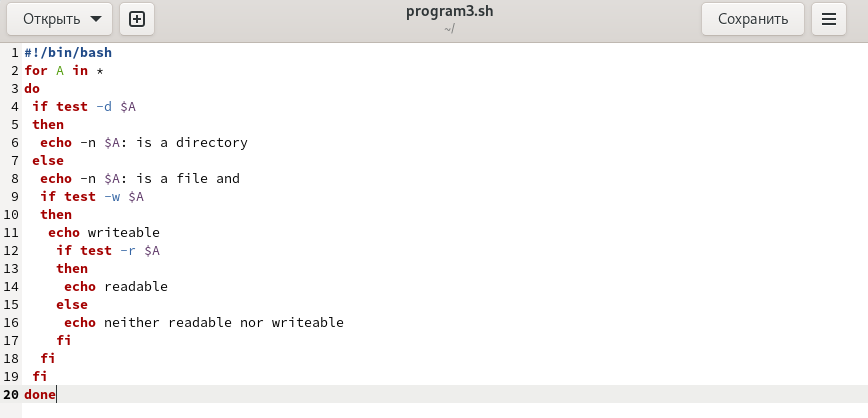 Открыть
program3.sh
~/
Сохранить
1 #!/bin/bash
2 for A in *
3 do
4  if test -d $A
5  then
6   echo -n $A: is a directory
7  else
8   echo -n $A: is a file and
9   if test -w $A
10   then
11    echo writeable
12     if test -r $A
13     then
14      echo readable
15     else
16      echo neither readable nor writeable
17     fi
18   fi
19  fi
20 done